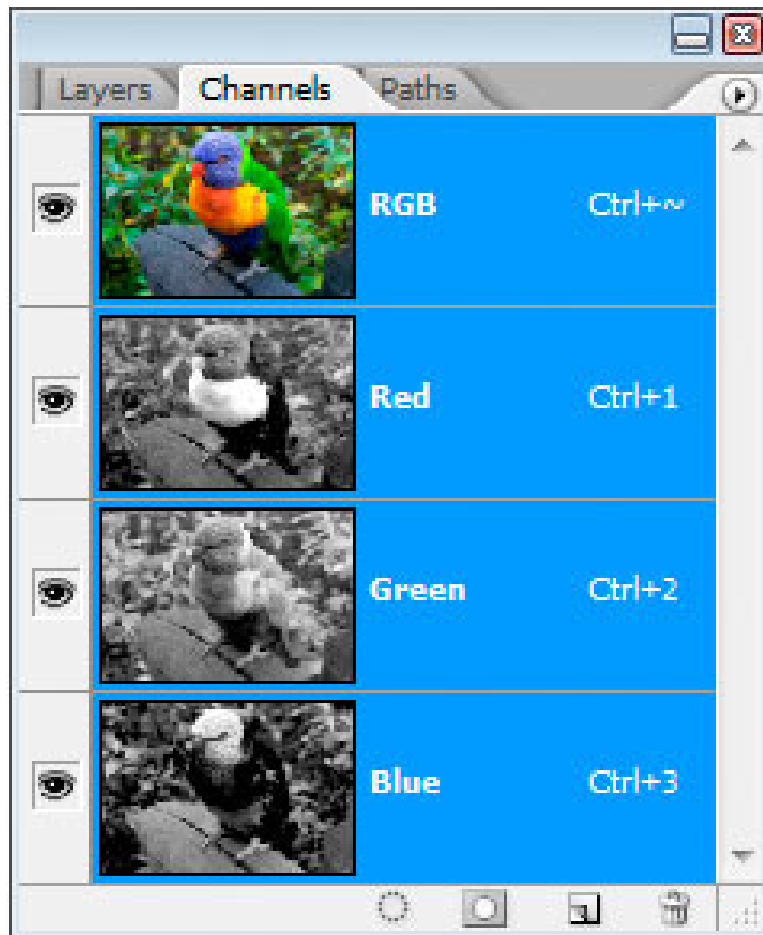 Layers Channels Paths
RGB Ctrl+~
Red Ctrl+1
Green Ctrl+2
Blue Ctrl+3